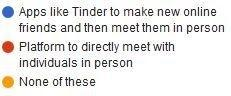 Apps like Tinder to make new online
friends and then meet them in person
Platform to directly meet with
individuals in person
None of these